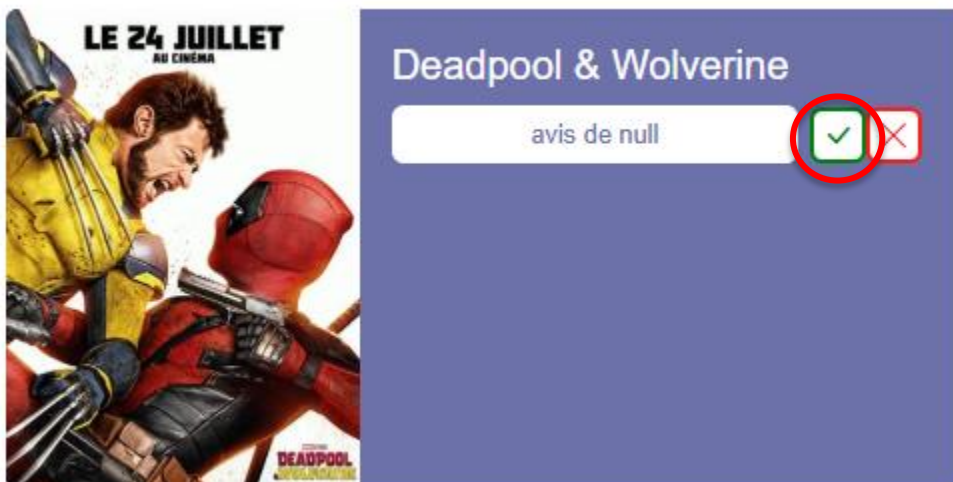 LE 24 JUILLET
AU CINÉMA
Deadpool & Wolverine
avis de null
DEADPOOL